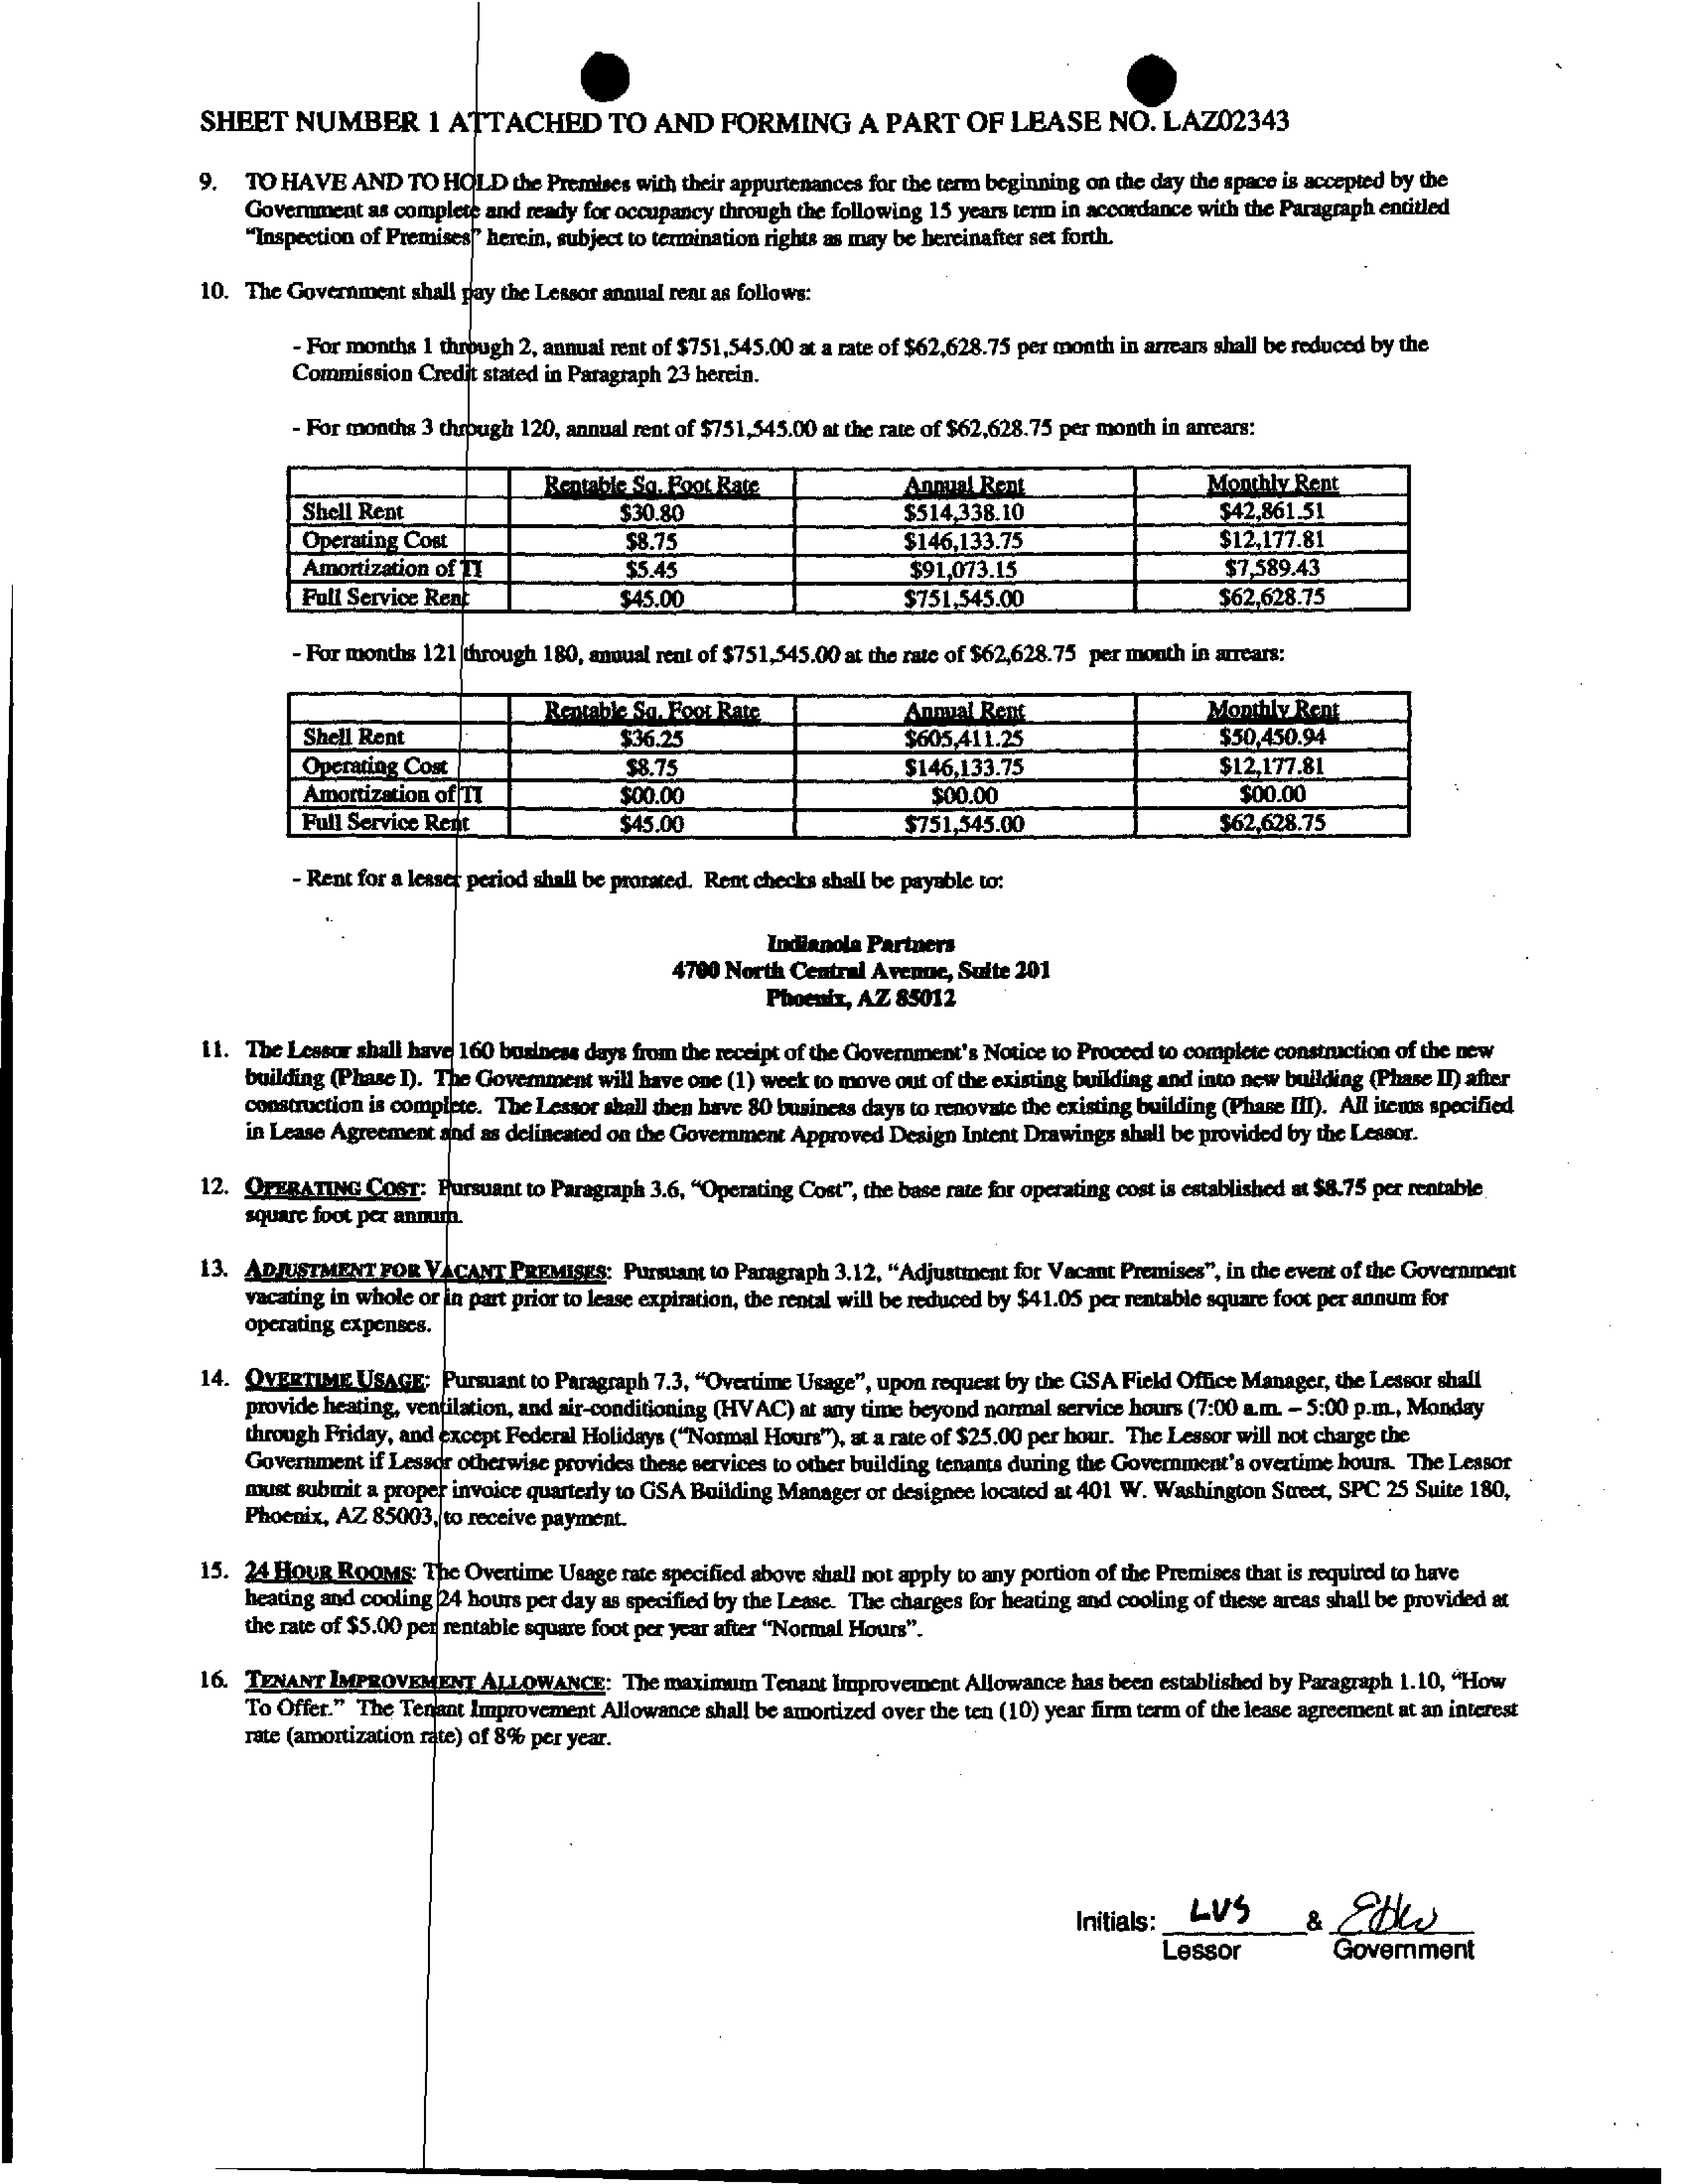 SHEET NUMBER 1 ATTACHED TO AND FORMING A PART OF LEASE NO. LAZ02343
9. TO HAVE AND TO HOLD the Premises with their appurtenances for the term beginning on the day the space is accepted by the
Government as complete and ready for occupancy through the following 15 years term in accordance with the Paragraph entitled
"Inspection of Premises" herein, subject to termination rights as may be hereinafter set forth.
10. The Government shall pay the Lessor annual rent as follows:
- For months 1 through 2, annual rent of $751,545.00 at a rate of $62,628.75 per month in arrears shall be reduced by the
Commission Credit stated in Paragraph 23 herein.
- For months 3 through 120, annual rent of $751,545.00 at the rate of $62,628.75 per month in arrears:
Rentable Sq. Foot Rate Annual Rent Monthly Rent
Shell Rent $30.80 $514,338.10 $42,861.51
Operating Cost $8.75 $146,133.75 $12,177.81
Amortization of TI $5.45 $91,073.15 $7,589.43
Full Service Rent $45.00 $751,545.00 $62,628.75
- For months 121 through 180, annual rent of $751,545.00 at the rate of $62,628.75 per month in arrears:
Rentable Sq. Foot Rate Annual Rent Monthly Rent
Shell Rent $36.25 $605,411.25 $50,450.94
Operating Cost $8.75 $146,133.75 $12,177.81
Amortization of TI $00.00 $00.00 $00.00
Full Service Rent $45.00 $751,545.00 $62,628.75
- Rent for a lesser period shall be prorated. Rent checks shall be payable to:
Indianola Partners
4700 North Central Avenue, Suite 201
Phoenix, AZ 85012
11. The Lessor shall have 160 business days from the receipt of the Government's Notice to Proceed to complete construction of the new
building (Phase I). The Government will have one (1) week to move out of the existing building and into new building (Phase II) after
construction is complete. The Lessor shall then have 80 business days to renovate the existing building (Phase III). All items specified
in Lease Agreement and as delineated on the Government Approved Design Intent Drawings shall be provided by the Lessor.
12. OPERATING COST: Pursuant to Paragraph 3.6, "Operating Cost", the base rate for operating cost is established at $8.75 per rentable
square foot per annum.
13. ADJUSTMENT FOR VACANT PREMISES: Pursuant to Paragraph 3.12, "Adjustment for Vacant Premises", in the event of the Government
vacating in whole or in part prior to lease expiration, the rental will be reduced by $41.05 per rentable square foot per annum for
operating expenses.
14. OVERTIME USAGE: Pursuant to Paragraph 7.3, "Overtime Usage", upon request by the GSA Field Office Manager, the Lessor shall
provide heating, ventilation, and air-conditioning (HVAC) at any time beyond normal service hours (7:00 a.m. – 5:00 p.m., Monday
through Friday, and except Federal Holidays ("Normal Hours"), at a rate of $25.00 per hour. The Lessor will not charge the
Government if Lessor otherwise provides these services to other building tenants during the Government's overtime hours. The Lessor
must submit a proper invoice quarterly to GSA Building Manager or designee located at 401 W. Washington Street, SPC 25 Suite 180,
Phoenix, AZ 85003, to receive payment.
15. 24 HOUR ROOMS: The Overtime Usage rate specified above shall not apply to any portion of the Premises that is required to have
heating and cooling 24 hours per day as specified by the Lease. The charges for heating and cooling of these areas shall be provided at
the rate of $5.00 per rentable square foot per year after "Normal Hours".
16. TENANT IMPROVEMENT ALLOWANCE: The maximum Tenant Improvement Allowance has been established by Paragraph 1.10, "How
To Offer." The Tenant Improvement Allowance shall be amortized over the ten (10) year firm term of the lease agreement at an interest
rate (amortization rate) of 8% per year.
Initials: LVS &
Lessor Government